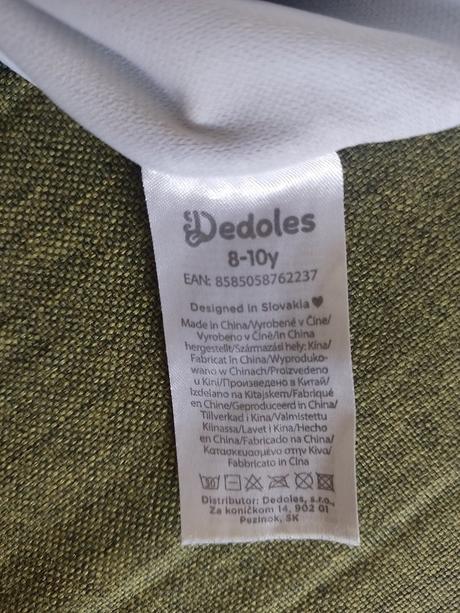 Dedoles
8-10y
EAN: 8585058762237
Designed in Slovakia
Made in China/Vyrobené v Číne/
Vyrobeno v Číně/in China
hergestellt/Származási hely: Kína/
Fabricat în China/Wyproduko-
wano w Chinach/Proizvedeno
u Kini/Произведено в Китай/
Izdelano na Kitajskem/Fabriqué
en Chine/Geproduceerd in China/
Tillverkad i Kina/Valmistettu
Kiinassa/Lavet i Kina/Hecho
en China/Fabricado na China/
Κατασκευασμένο στην Κίνα/
Fabbricato in Cina
Distributor: Dedoles, s.r.o.,
Za koníčkom 14, 902 01
Pezinok, SK